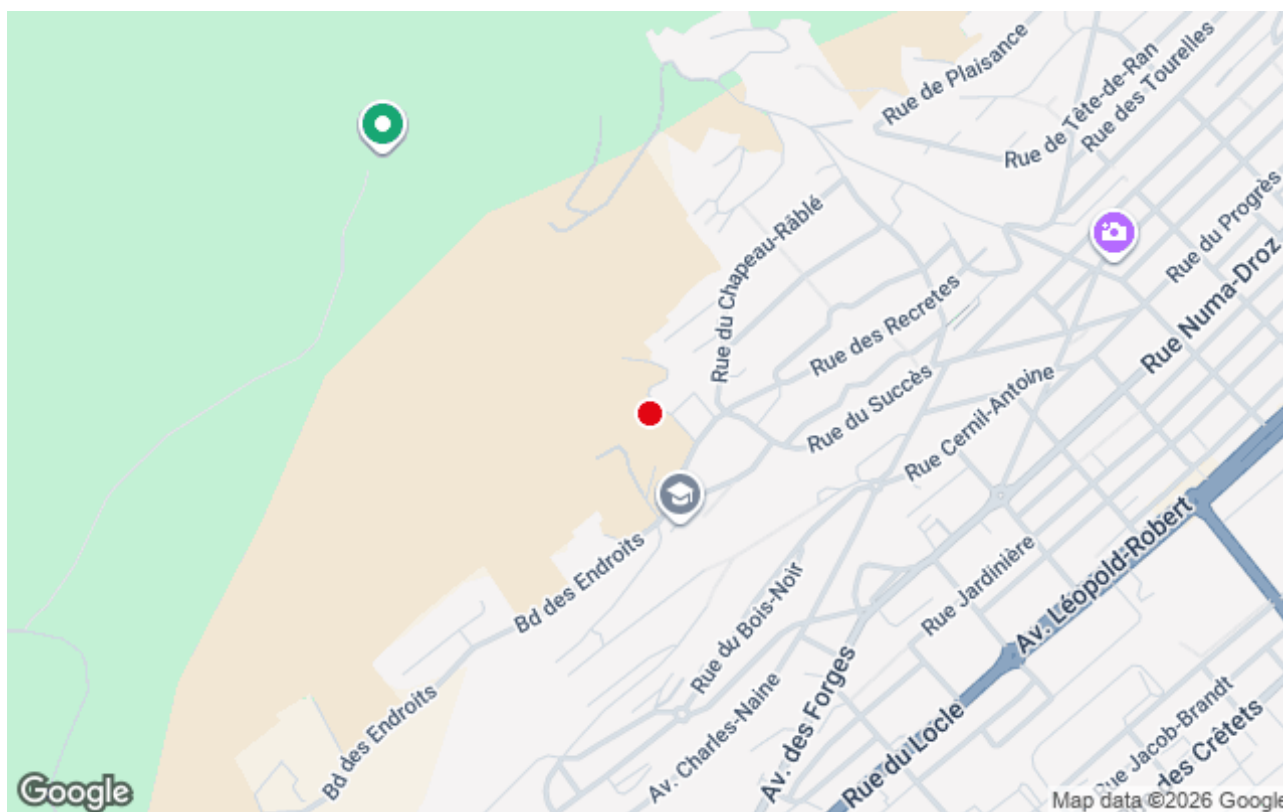 Rue de Plaisance
Rue de Tête-de-Ran
Rue des Tourelles
Rue du Progrès
Rue du Chapeau-Râblé
Rue des Recretes
Rue Numa-Droz
Rue du Succès
Rue Cernil-Antoine
Bd des Endroits
Rue du Bois-Noir
Rue Jardinière
Av. Léopold-Robert
Bd des Endroits
Av. Charles-Naine
Av. des Forges
Rue du Locle
Rue Jacob-Brandt
des Crêtets
Google
Map data ©2026 Google